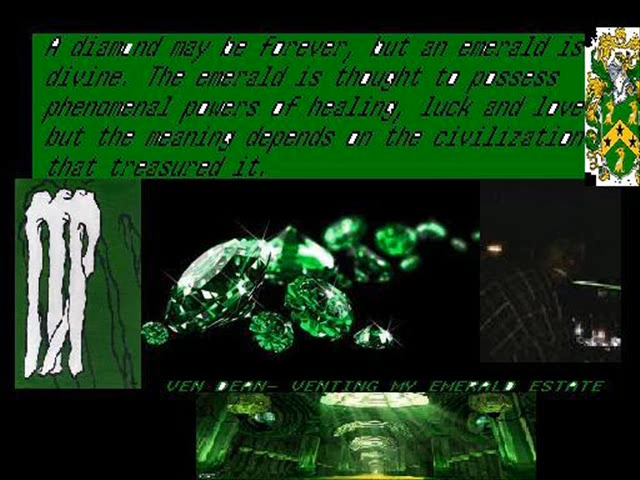 A diamond may be forever, but an emerald is
divine. The emerald is thought to possess
phenomenal powers of healing, luck and love
but the meaning depends on the civilization
that treasured it.
VEN DEAN- VENTING MY EMERALD ESTATE